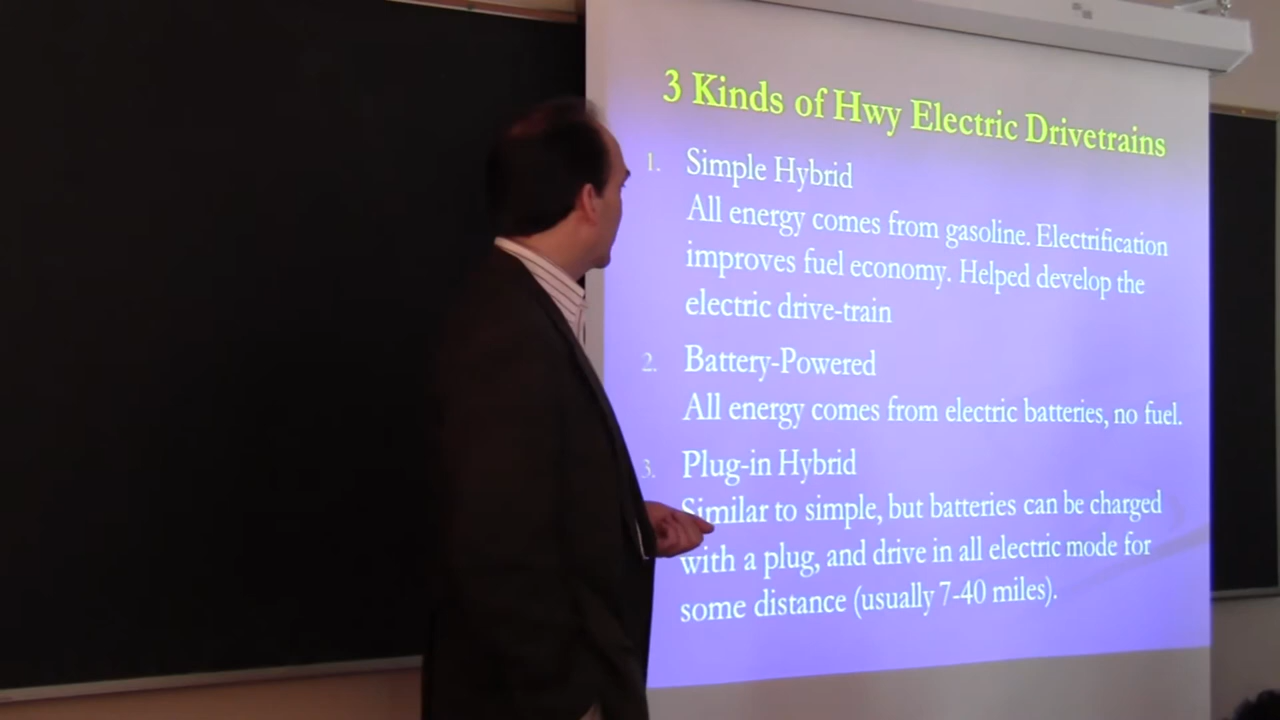 3 Kinds of Hwy Electric Drivetrains
1. Simple Hybrid
All energy comes from gasoline. Electrification
improves fuel economy. Helped develop the
electric drive-train
2. Battery-Powered
All energy comes from electric batteries, no fuel.
3. Plug-in Hybrid
Similar to simple, but batteries can be charged
with a plug, and drive in all electric mode for
some distance (usually 7-40 miles).